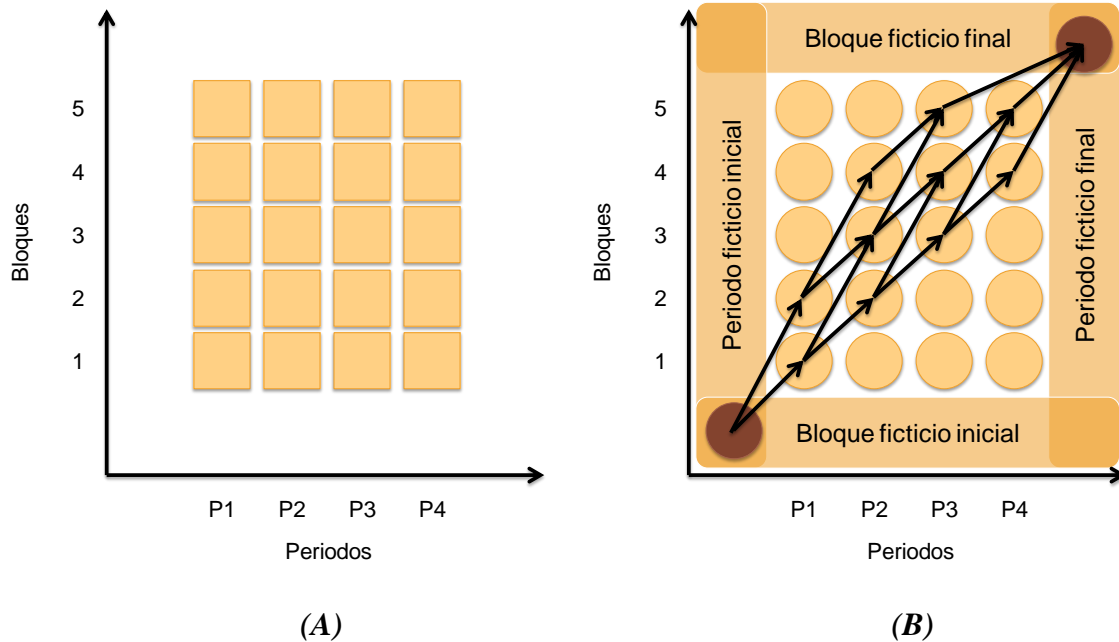 Bloques
5
4
3
2
1
P1 P2 P3 P4
Periodos
(A)
Bloques
5
4
3
2
1
Bloque ficticio final
Periodo ficticio inicial
Periodo ficticio final
Bloque ficticio inicial
P1 P2 P3 P4
Periodos
(B)